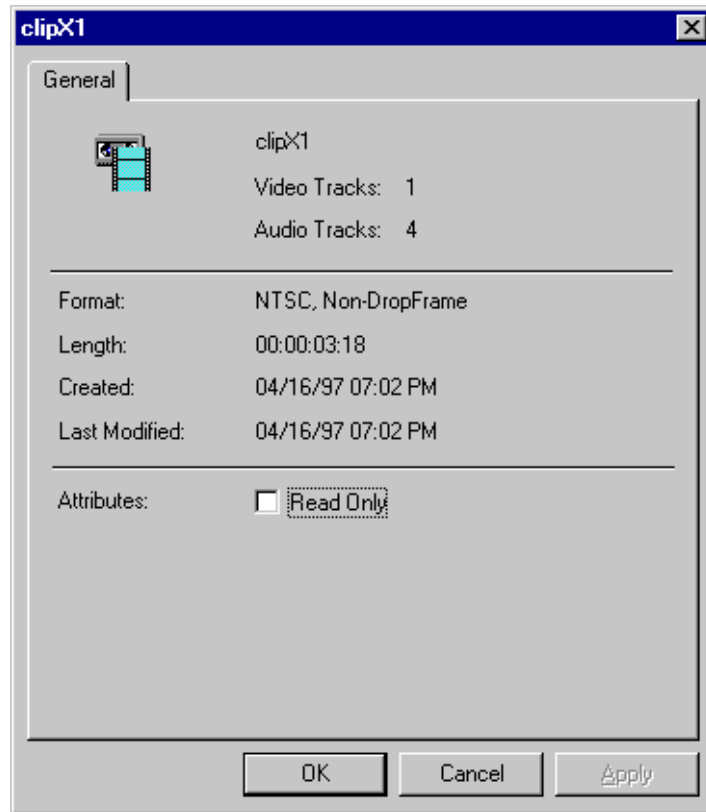 clipX1
General
clipX1
Video Tracks: 1
Audio Tracks: 4
Format: NTSC, Non-DropFrame
Length: 00:00:03:18
Created: 04/16/97 07:02 PM
Last Modified: 04/16/97 07:02 PM
Attributes: Read Only
OK Cancel Apply